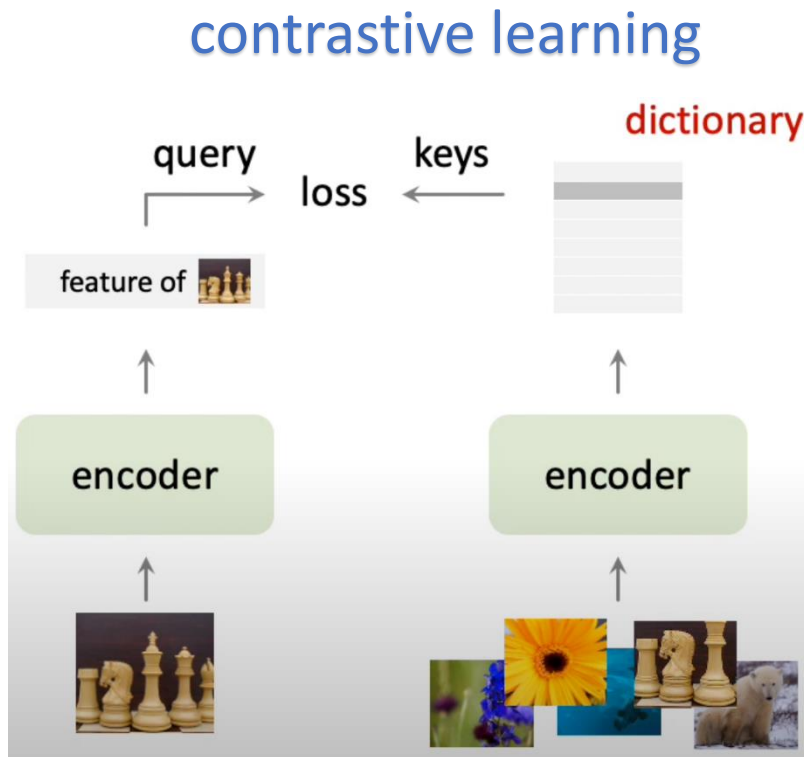 contrastive learning
dictionary
query
keys
loss
feature of
encoder
encoder